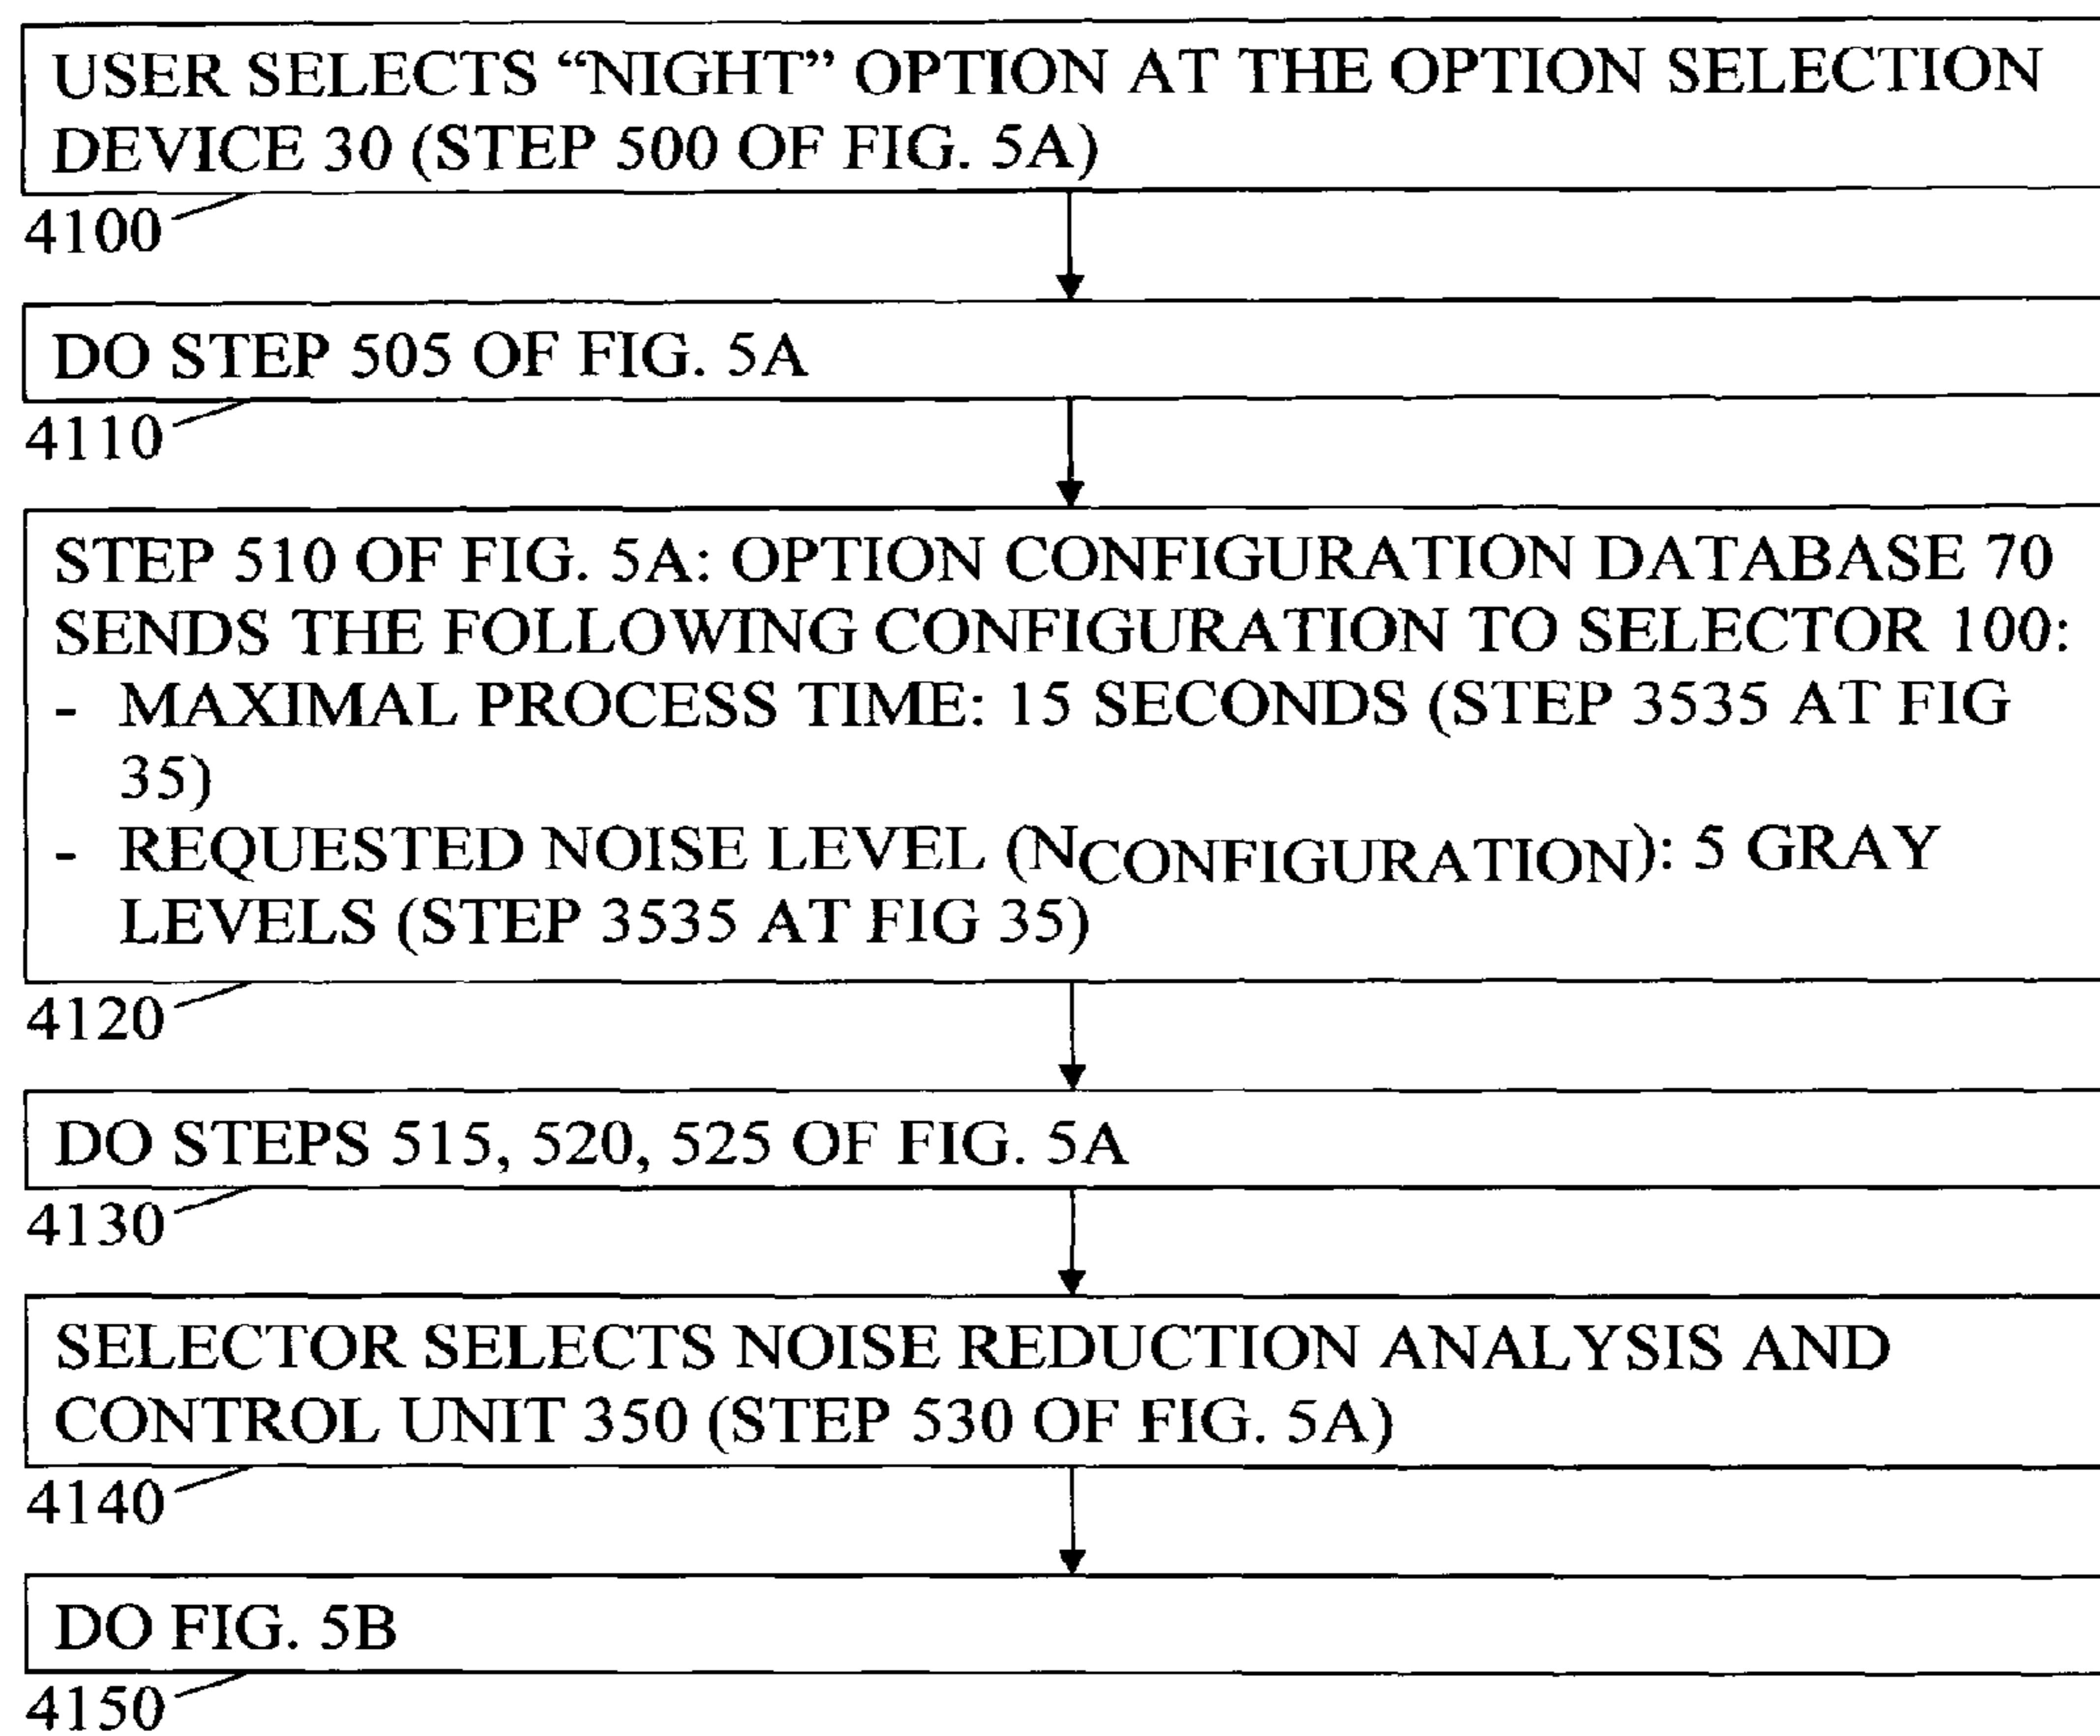 USER SELECTS “NIGHT” OPTION AT THE OPTION SELECTION
DEVICE 30 (STEP 500 OF FIG. 5A)
4100
DO STEP 505 OF FIG. 5A
4110
STEP 510 OF FIG. 5A: OPTION CONFIGURATION DATABASE 70
SENDS THE FOLLOWING CONFIGURATION TO SELECTOR 100:
- MAXIMAL PROCESS TIME: 15 SECONDS (STEP 3535 AT FIG
35)
- REQUESTED NOISE LEVEL (NCONFIGURATION): 5 GRAY
LEVELS (STEP 3535 AT FIG 35)
4120
DO STEPS 515, 520, 525 OF FIG. 5A
4130
SELECTOR SELECTS NOISE REDUCTION ANALYSIS AND
CONTROL UNIT 350 (STEP 530 OF FIG. 5A)
4140
DO FIG. 5B
4150